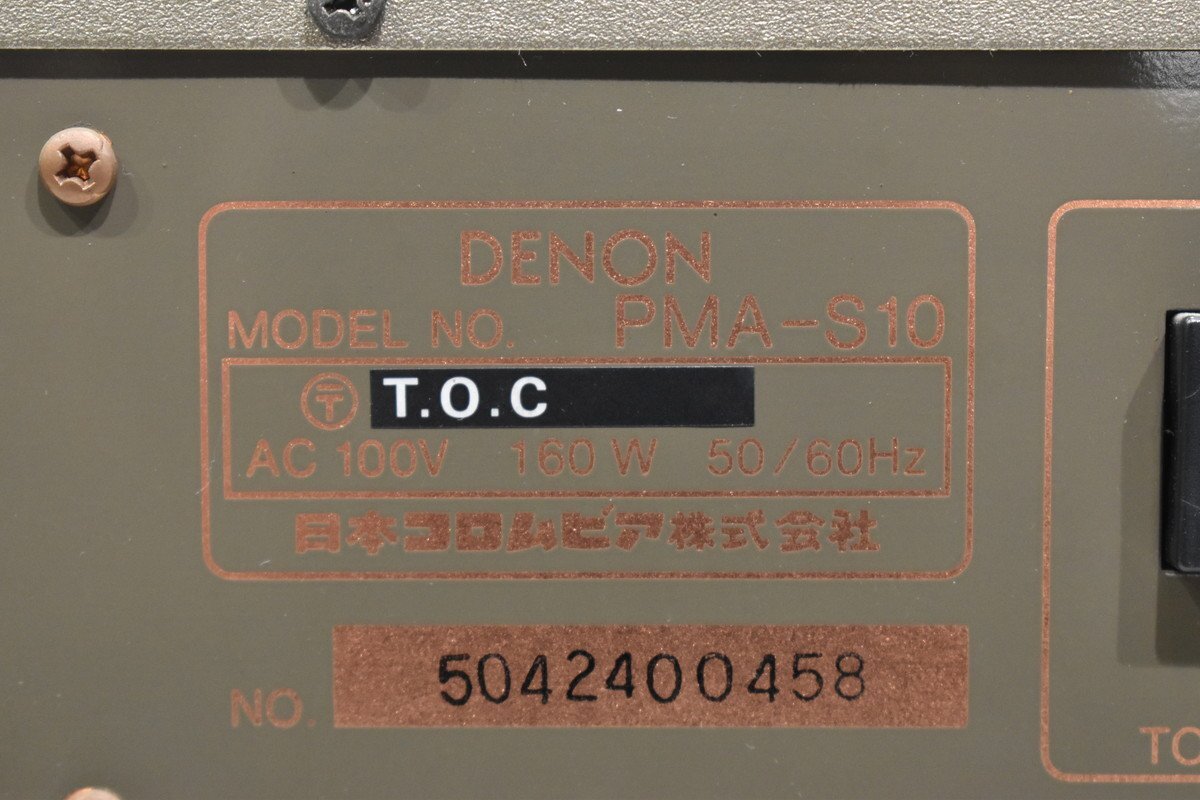 DENON
MODEL NO. PMA-S10
〒 T.O.C
AC 100V 160W 50/60Hz
日本コロムビア株式会社
NO. 5042400458